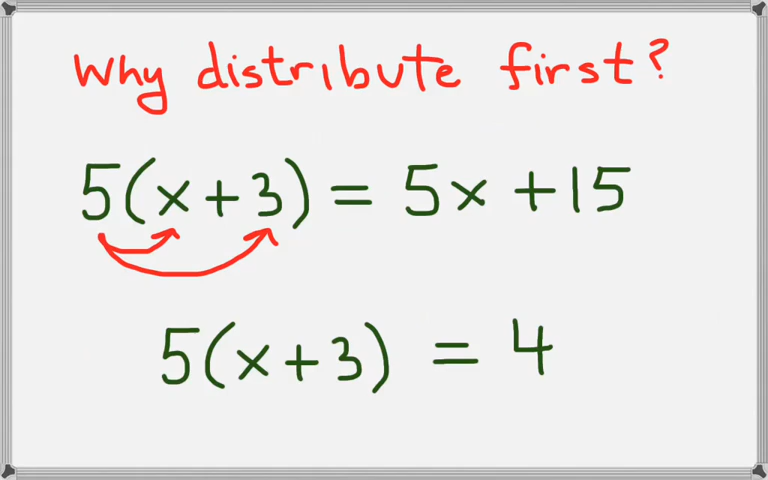 Why distribute first?
5(x+3) = 5x +15
5(x+3) = 4